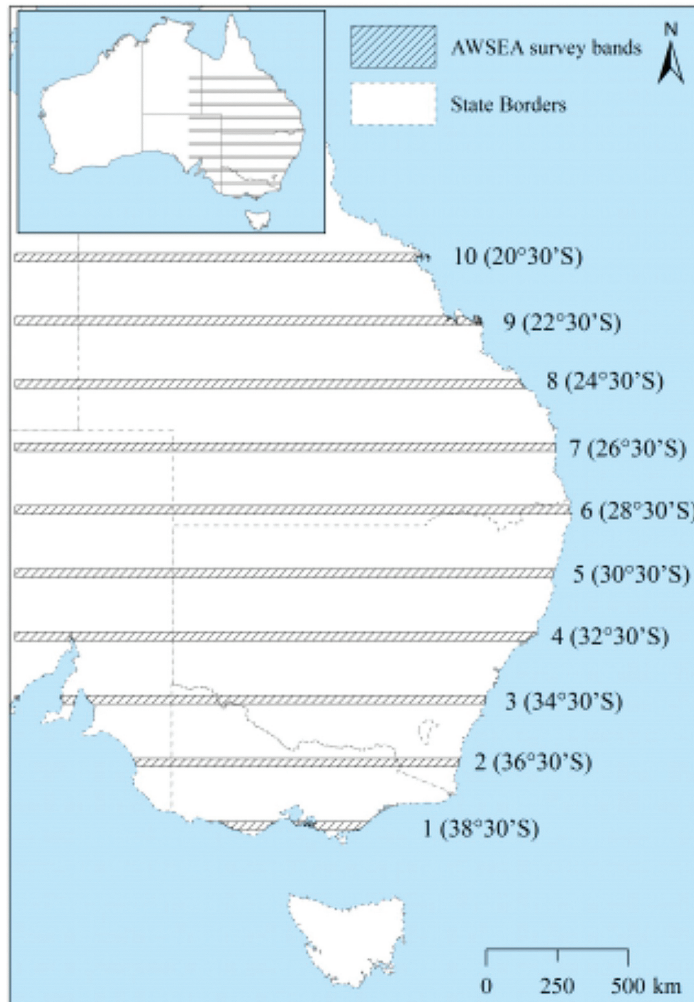 AWSEA survey bands
State Borders
N
10 (20°30’S)
9 (22°30’S)
8 (24°30’S)
7 (26°30’S)
6 (28°30’S)
5 (30°30’S)
4 (32°30’S)
3 (34°30’S)
2 (36°30’S)
1 (38°30’S)
0 250 500 km